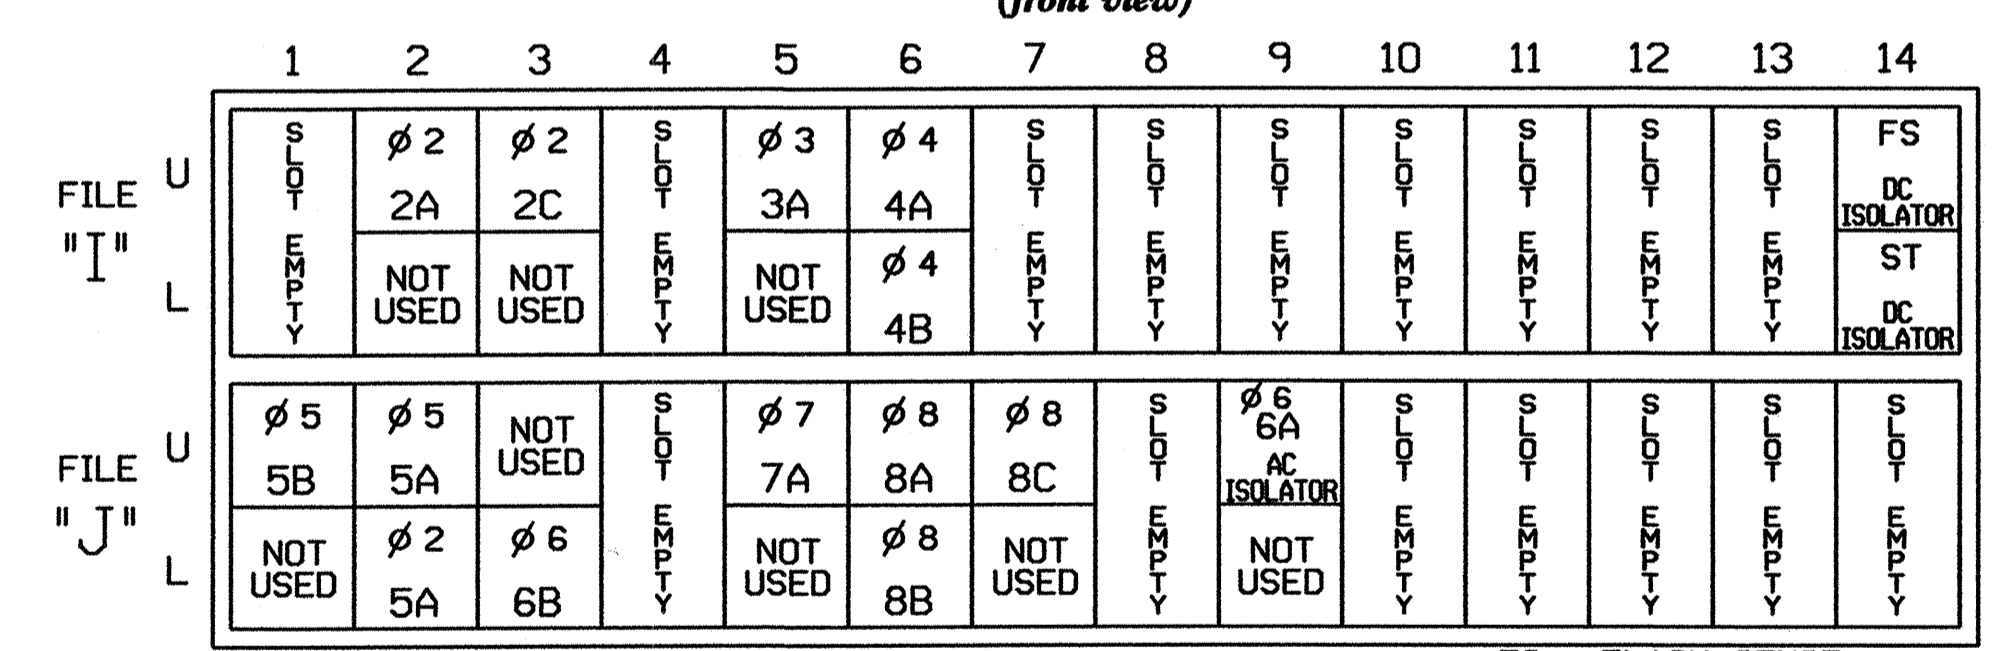 (front view)
1 2 3 4 5 6 7 8 9 10 11 12 13 14
FILE "I"
U
L
SLOT EMPTY
Ø 2
2A
NOT USED
Ø 2
2C
NOT USED
SLOT EMPTY
Ø 3
3A
NOT USED
Ø 4
4A
Ø 4
4B
SLOT EMPTY
SLOT EMPTY
SLOT EMPTY
SLOT EMPTY
SLOT EMPTY
SLOT EMPTY
SLOT EMPTY
FS
DC
ISOLATOR
ST
DC
ISOLATOR
FILE "J"
U
L
Ø 5
5B
NOT USED
Ø 5
5A
Ø 2
5A
NOT USED
Ø 6
6B
SLOT EMPTY
Ø 7
7A
NOT USED
Ø 8
8A
Ø 8
8B
Ø 8
8C
NOT USED
SLOT EMPTY
Ø 6
6A
AC
ISOLATOR
NOT USED
SLOT EMPTY
SLOT EMPTY
SLOT EMPTY
SLOT EMPTY
SLOT EMPTY